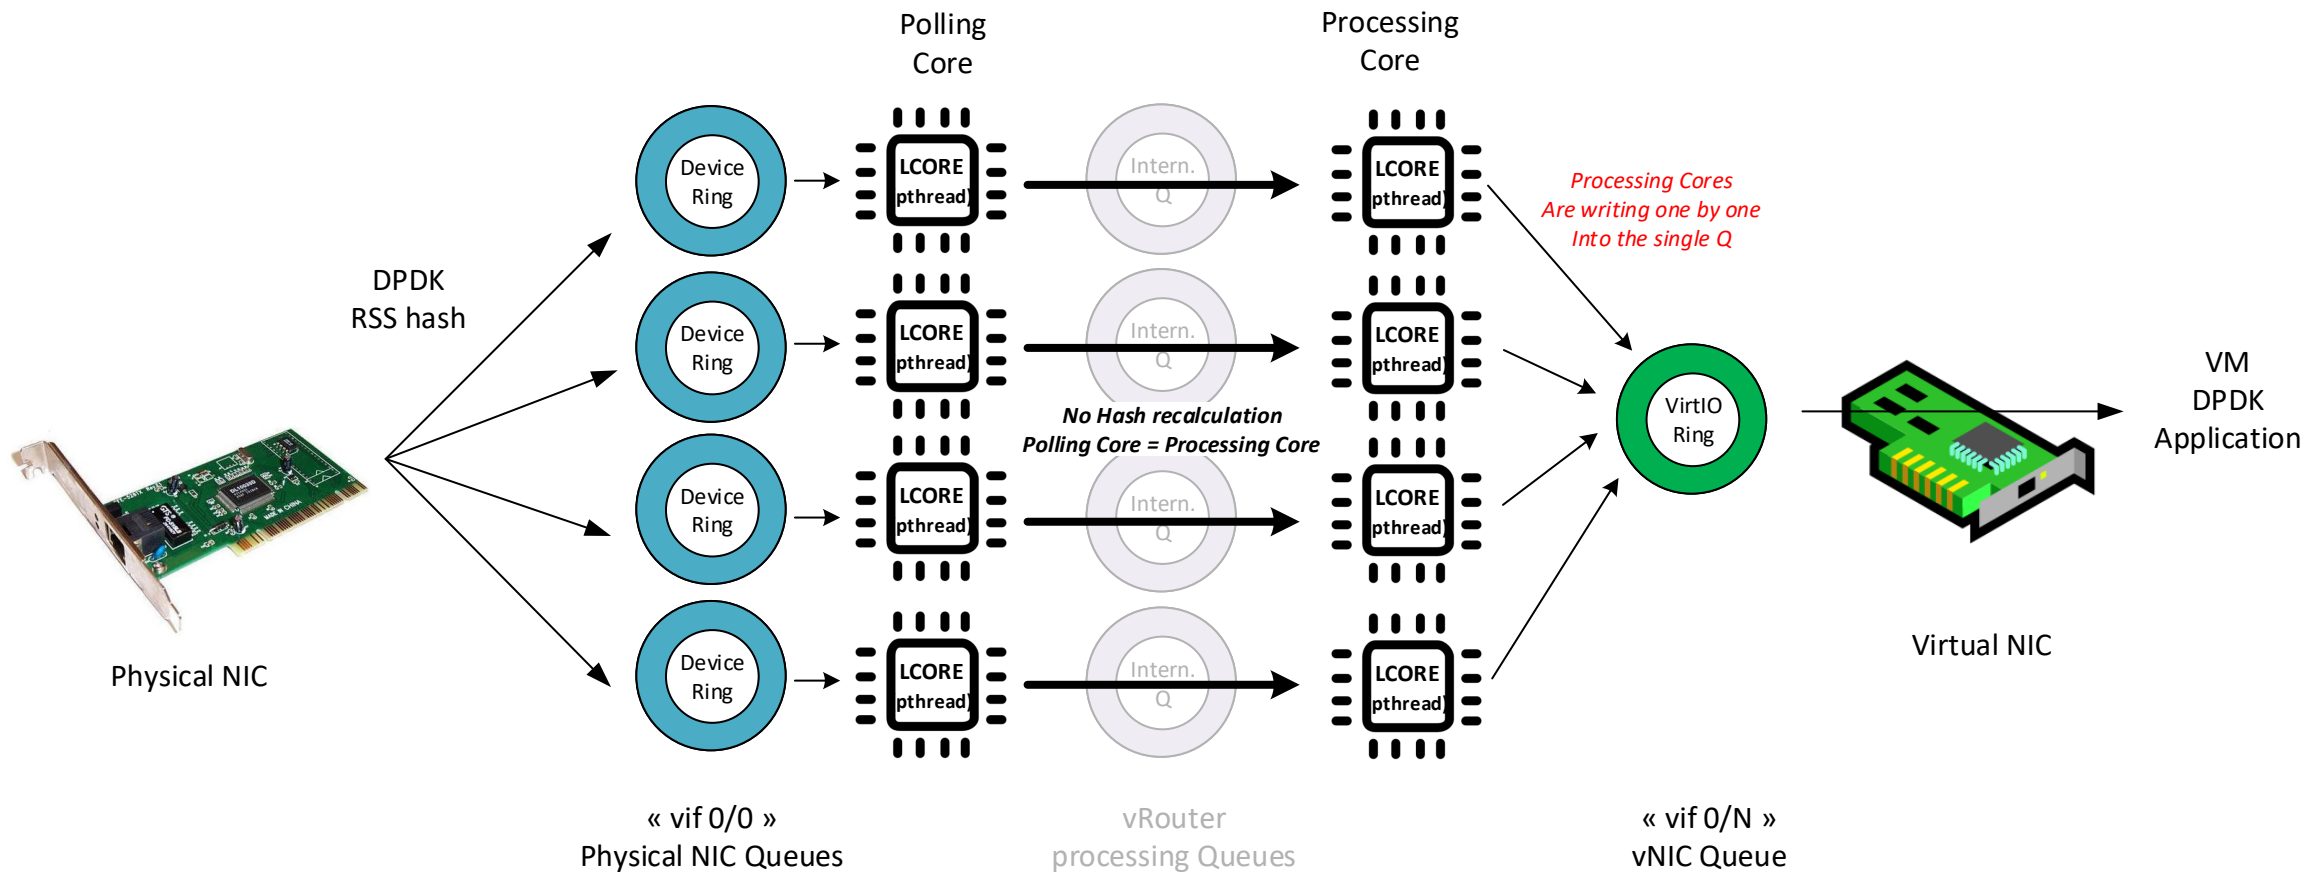 Polling
Core
Processing
Core
DPDK
RSS hash
Device
Ring
LCORE
pthread)
Intern.
Q
LCORE
pthread)
Processing Cores
Are writing one by one
Into the single Q
Device
Ring
LCORE
pthread)
Intern.
Q
LCORE
pthread)
No Hash recalculation
Polling Core = Processing Core
VirtIO
Ring
VM
DPDK
Application
Device
Ring
LCORE
pthread)
Intern.
Q
LCORE
pthread)
Device
Ring
LCORE
pthread)
Intern.
Q
LCORE
pthread)
Physical NIC
Virtual NIC
« vif 0/0 »
Physical NIC Queues
vRouter
processing Queues
« vif 0/N »
vNIC Queue